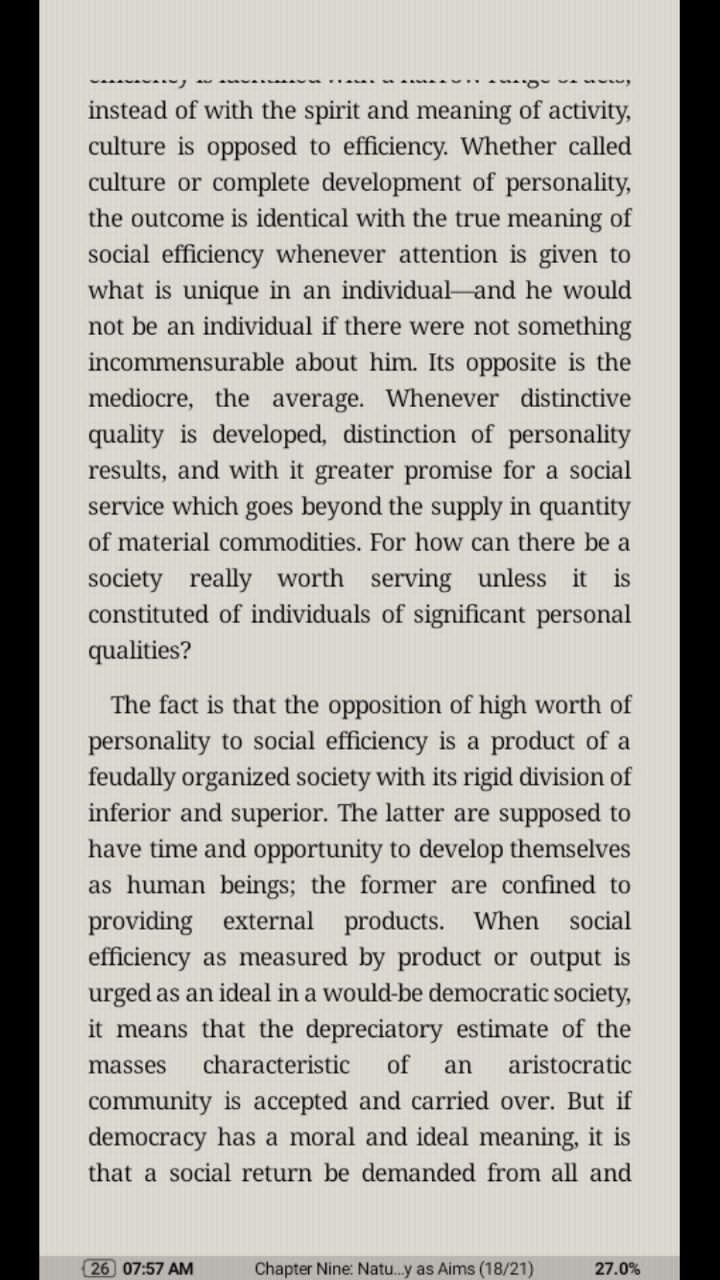 instead of with the spirit and meaning of activity,
culture is opposed to efficiency. Whether called
culture or complete development of personality,
the outcome is identical with the true meaning of
social efficiency whenever attention is given to
what is unique in an individual—and he would
not be an individual if there were not something
incommensurable about him. Its opposite is the
mediocre, the average. Whenever distinctive
quality is developed, distinction of personality
results, and with it greater promise for a social
service which goes beyond the supply in quantity
of material commodities. For how can there be a
society really worth serving unless it is
constituted of individuals of significant personal
qualities?
The fact is that the opposition of high worth of
personality to social efficiency is a product of a
feudally organized society with its rigid division of
inferior and superior. The latter are supposed to
have time and opportunity to develop themselves
as human beings; the former are confined to
providing external products. When social
efficiency as measured by product or output is
urged as an ideal in a would-be democratic society,
it means that the depreciatory estimate of the
masses characteristic of an aristocratic
community is accepted and carried over. But if
democracy has a moral and ideal meaning, it is
that a social return be demanded from all and
26 07:57 AM Chapter Nine: Natu...y as Aims (18/21) 27.0%